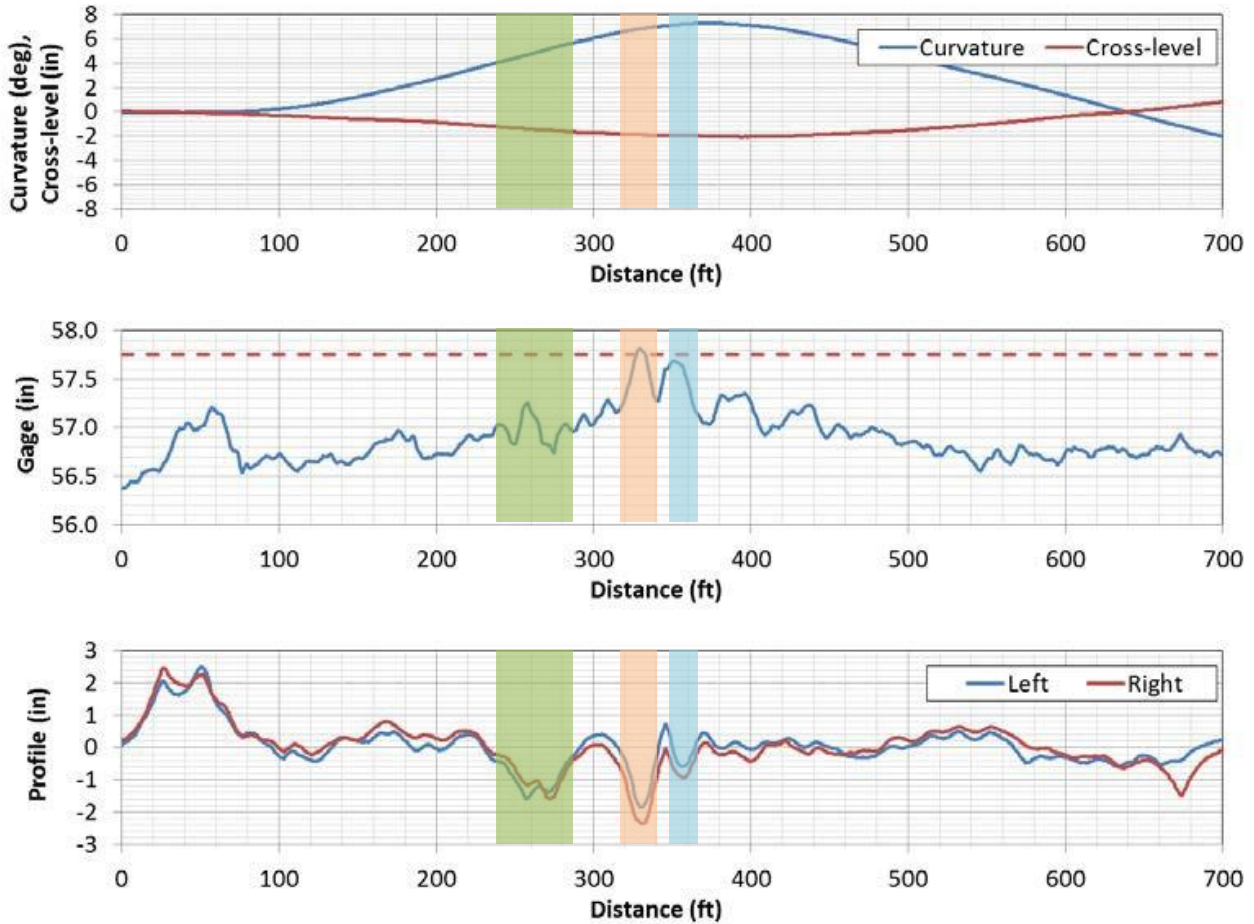 Curvature (deg),
Cross-level (in)
8
6
4
2
0
-2
-4
-6
-8
Curvature Cross-level
0 100 200 300 400 500 600 700
Distance (ft)
Gage (in)
58.0
57.5
57.0
56.5
56.0
0 100 200 300 400 500 600 700
Distance (ft)
Profile (in)
3
2
1
0
-1
-2
-3
Left Right
0 100 200 300 400 500 600 700
Distance (ft)